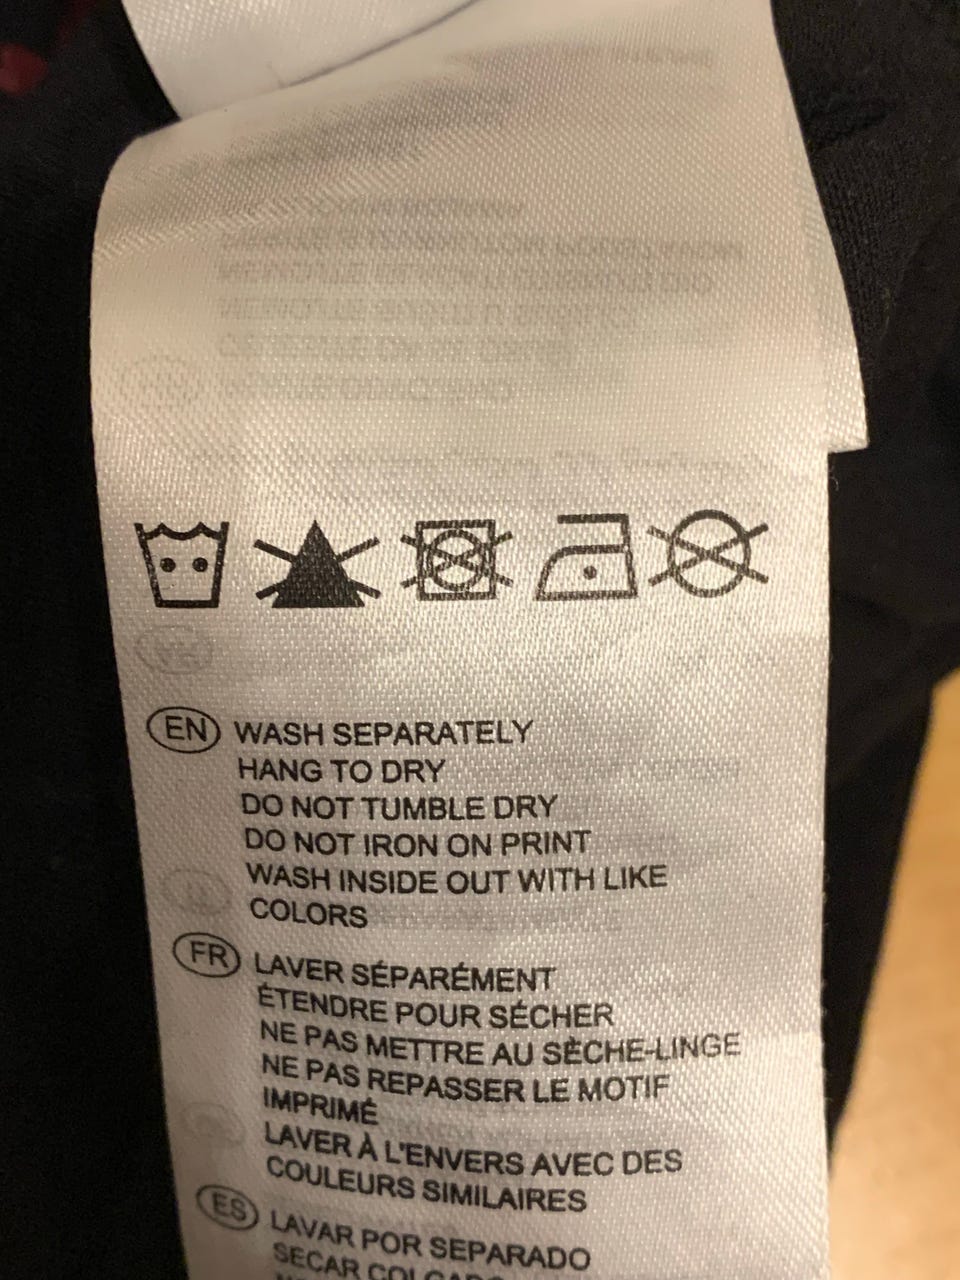 EN WASH SEPARATELY
HANG TO DRY
DO NOT TUMBLE DRY
DO NOT IRON ON PRINT
WASH INSIDE OUT WITH LIKE
COLORS
FR LAVER SÉPARÉMENT
ÉTENDRE POUR SÉCHER
NE PAS METTRE AU SÈCHE-LINGE
NE PAS REPASSER LE MOTIF
IMPRIMÉ
LAVER À L'ENVERS AVEC DES
COULEURS SIMILAIRES
ES LAVAR POR SEPARADO
SECAR COLGADO